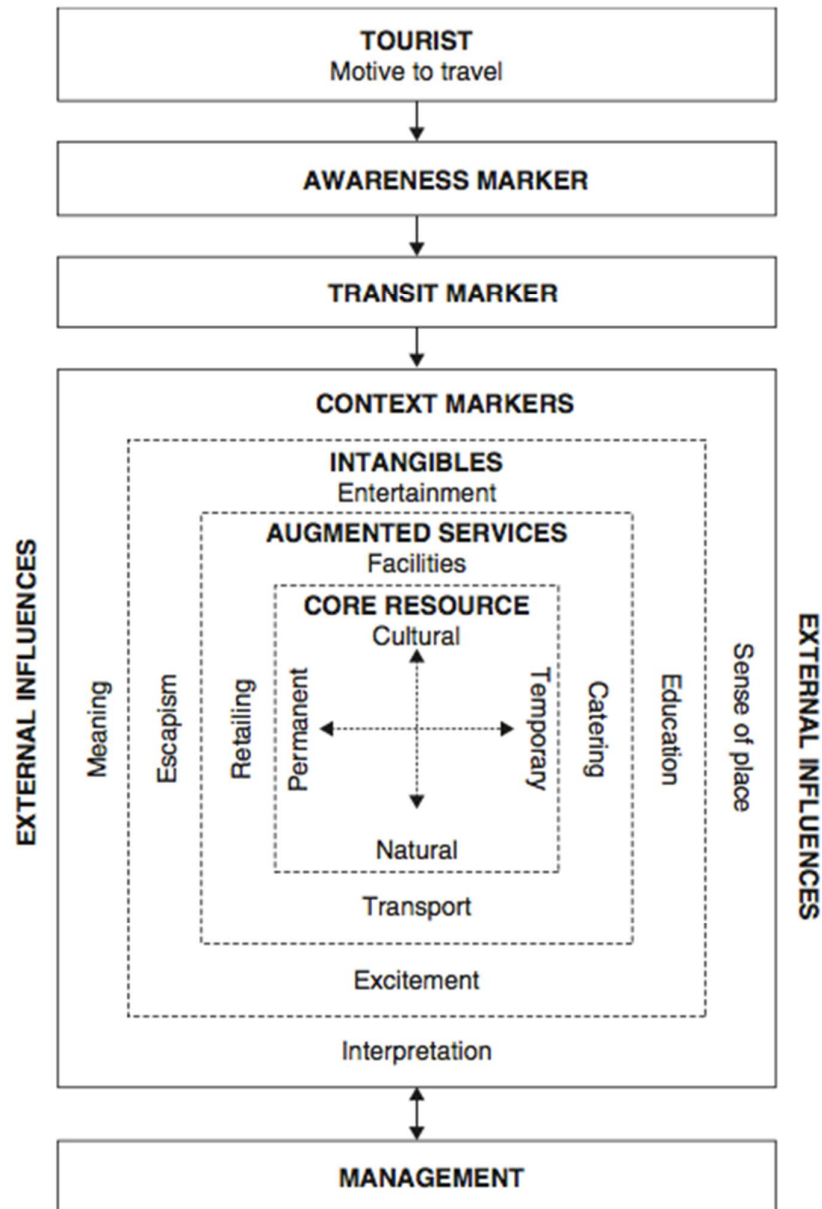 TOURIST
Motive to travel
AWARENESS MARKER
TRANSIT MARKER
CONTEXT MARKERS
INTANGIBLES
Entertainment
AUGMENTED SERVICES
Facilities
CORE RESOURCE
Cultural
EXTERNAL INFLUENCES
Meaning
Escapism
Retailing
Permanent
Temporary
Catering
Education
Sense of place
EXTERNAL INFLUENCES
Natural
Transport
Excitement
Interpretation
MANAGEMENT